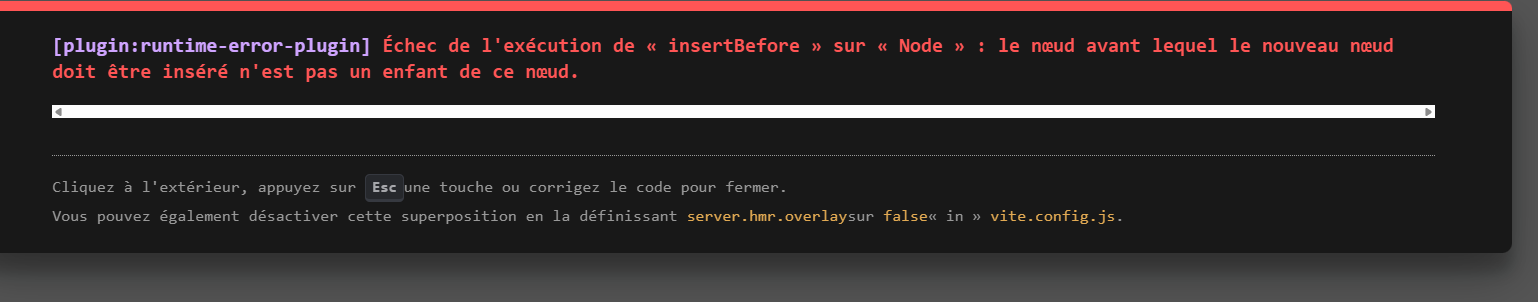 [plugin:runtime-error-plugin] Échec de l'exécution de « insertBefore » sur « Node » : le nœud avant lequel le nouveau nœud
doit être inséré n'est pas un enfant de ce nœud.
Cliquez à l'extérieur, appuyez sur Esc une touche ou corrigez le code pour fermer.
Vous pouvez également désactiver cette superposition en la définissant server.hmr.overlaysur false« in » vite.config.js.